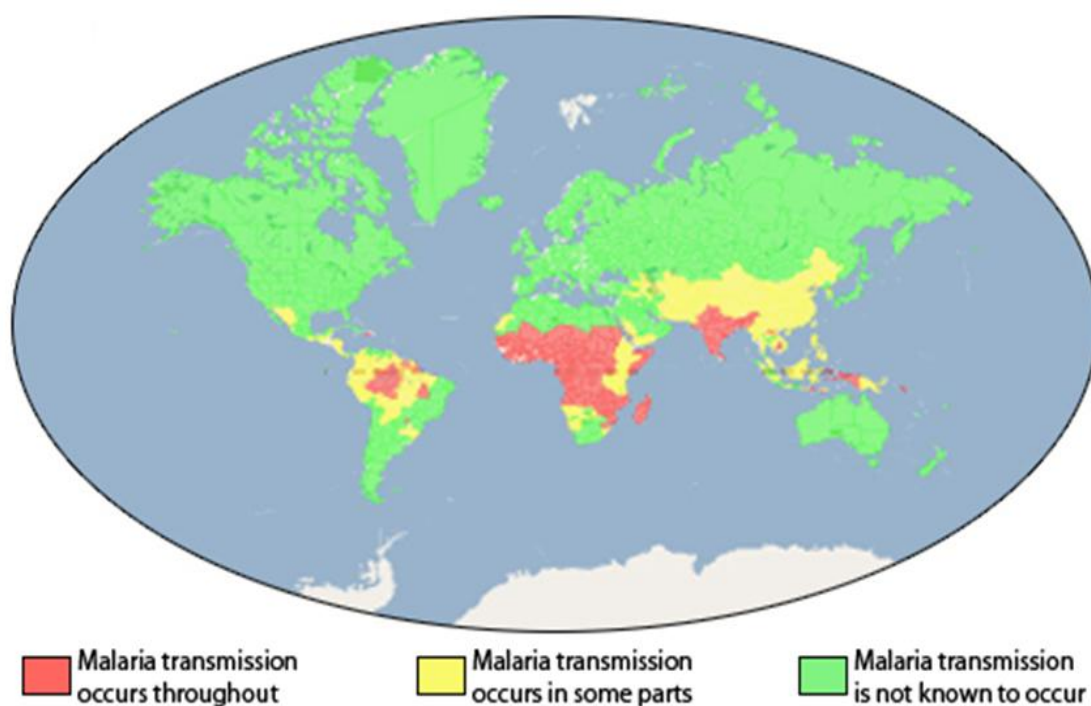 Malaria transmission
occurs throughout
Malaria transmission
occurs in some parts
Malaria transmission
is not known to occur